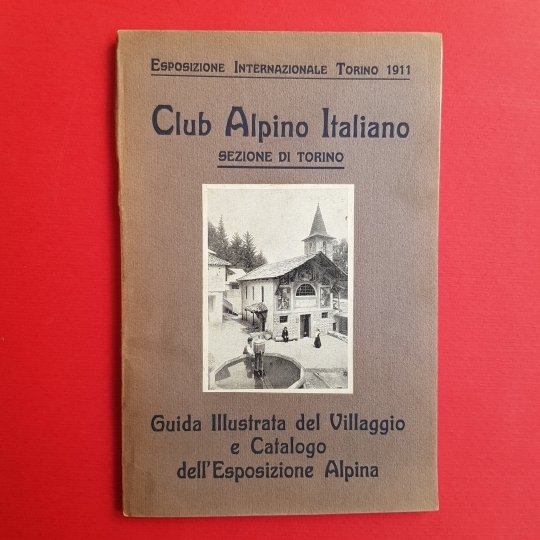 Esposizione Internazionale Torino 1911
Club Alpino Italiano
SEZIONE DI TORINO
Guida Illustrata del Villaggio
e Catalogo
dell'Esposizione Alpina